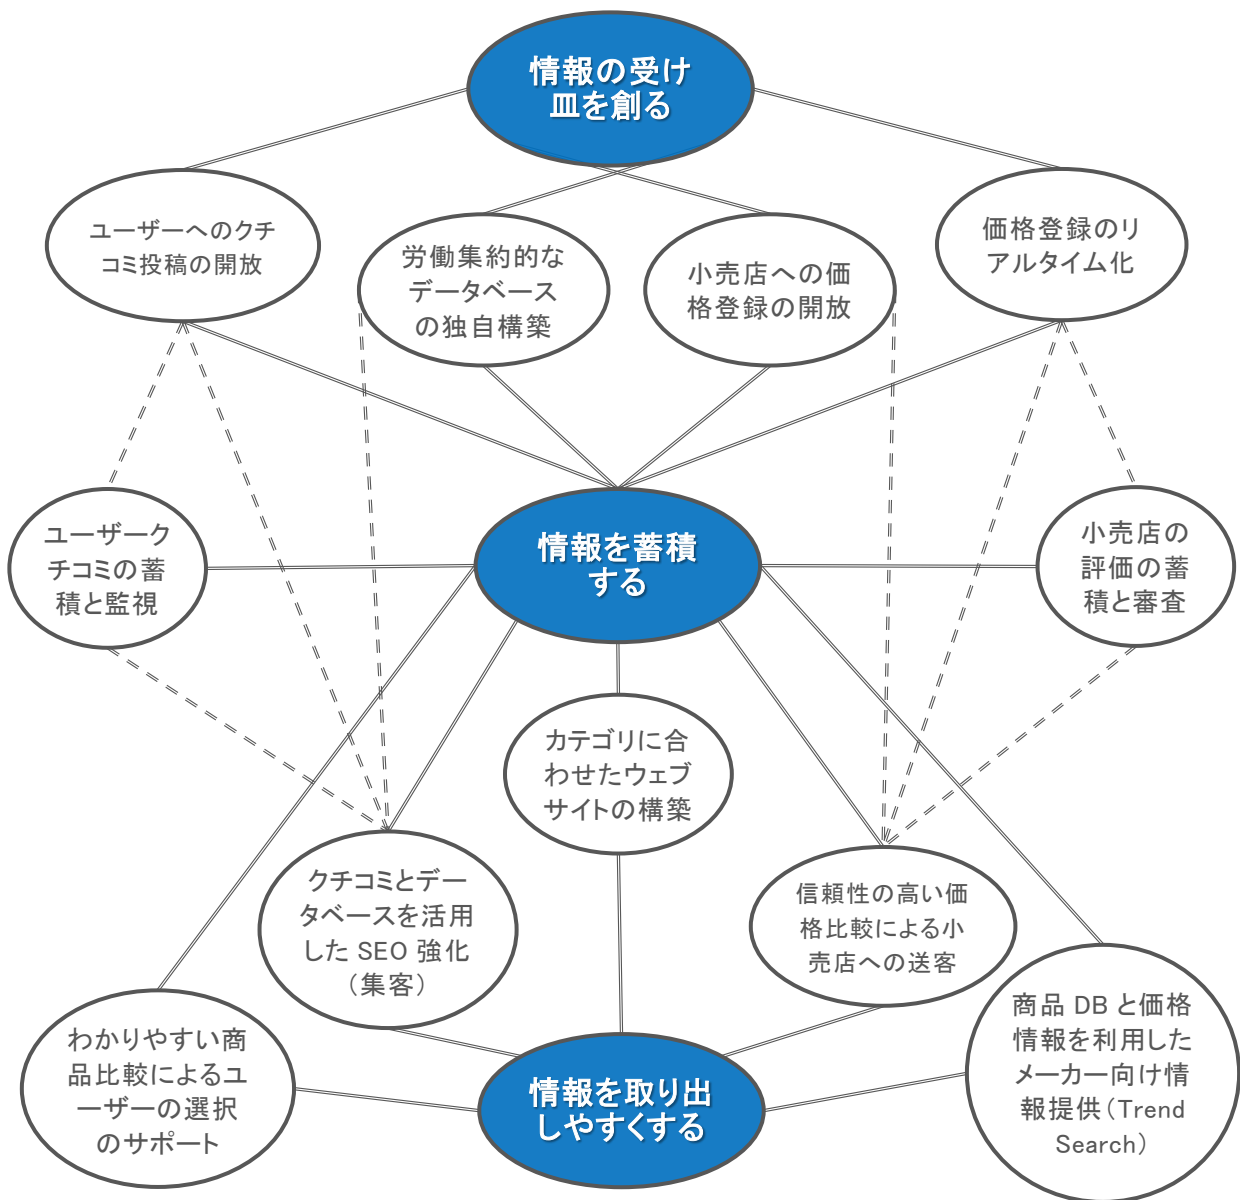 情報の受け
皿を創る
ユーザーへのクチ
コミ投稿の開放
労働集約的な
データベース
の独自構築
小売店への価
格登録の開放
価格登録のリ
アルタイム化
ユーザーク
チコミの蓄
積と監視
情報を蓄積
する
小売店の
評価の蓄
積と審査
カテゴリに合
わせたウェブ
サイトの構築
クチコミとデー
タベースを活用
した SEO 強化
（集客）
信頼性の高い価
格比較による小
売店への送客
わかりやすい商
品比較によるユ
ーザーの選択
のサポート
情報を取り出
しやすくする
商品 DB と価格
情報を利用した
メーカー向け情
報提供（Trend
Search）